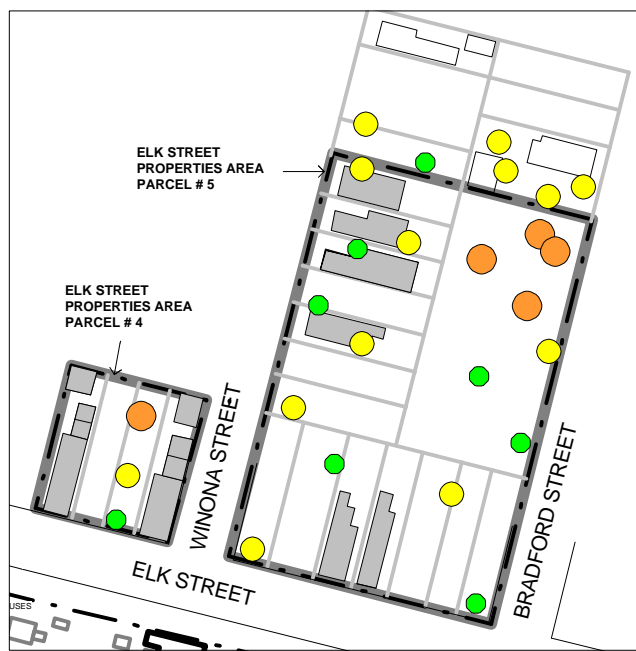 ELK STREET
PROPERTIES AREA
PARCEL # 5
ELK STREET
PROPERTIES AREA
PARCEL # 4
WINONA STREET
BRADFORD STREET
ELK STREET
USES